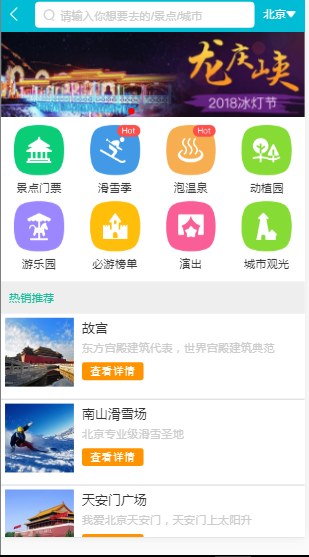 请输入你想要去的/景点/城市
北京
龙庆峡
2018冰灯节
Hot
Hot
景点门票
滑雪季
泡温泉
动植园
游乐园
必游榜单
演出
城市观光
热销推荐
故宫
东方宫殿建筑代表，世界宫殿建筑典范
查看详情
南山滑雪场
北京专业级滑雪圣地
查看详情
天安门广场
我爱北京天安门，天安门上太阳升